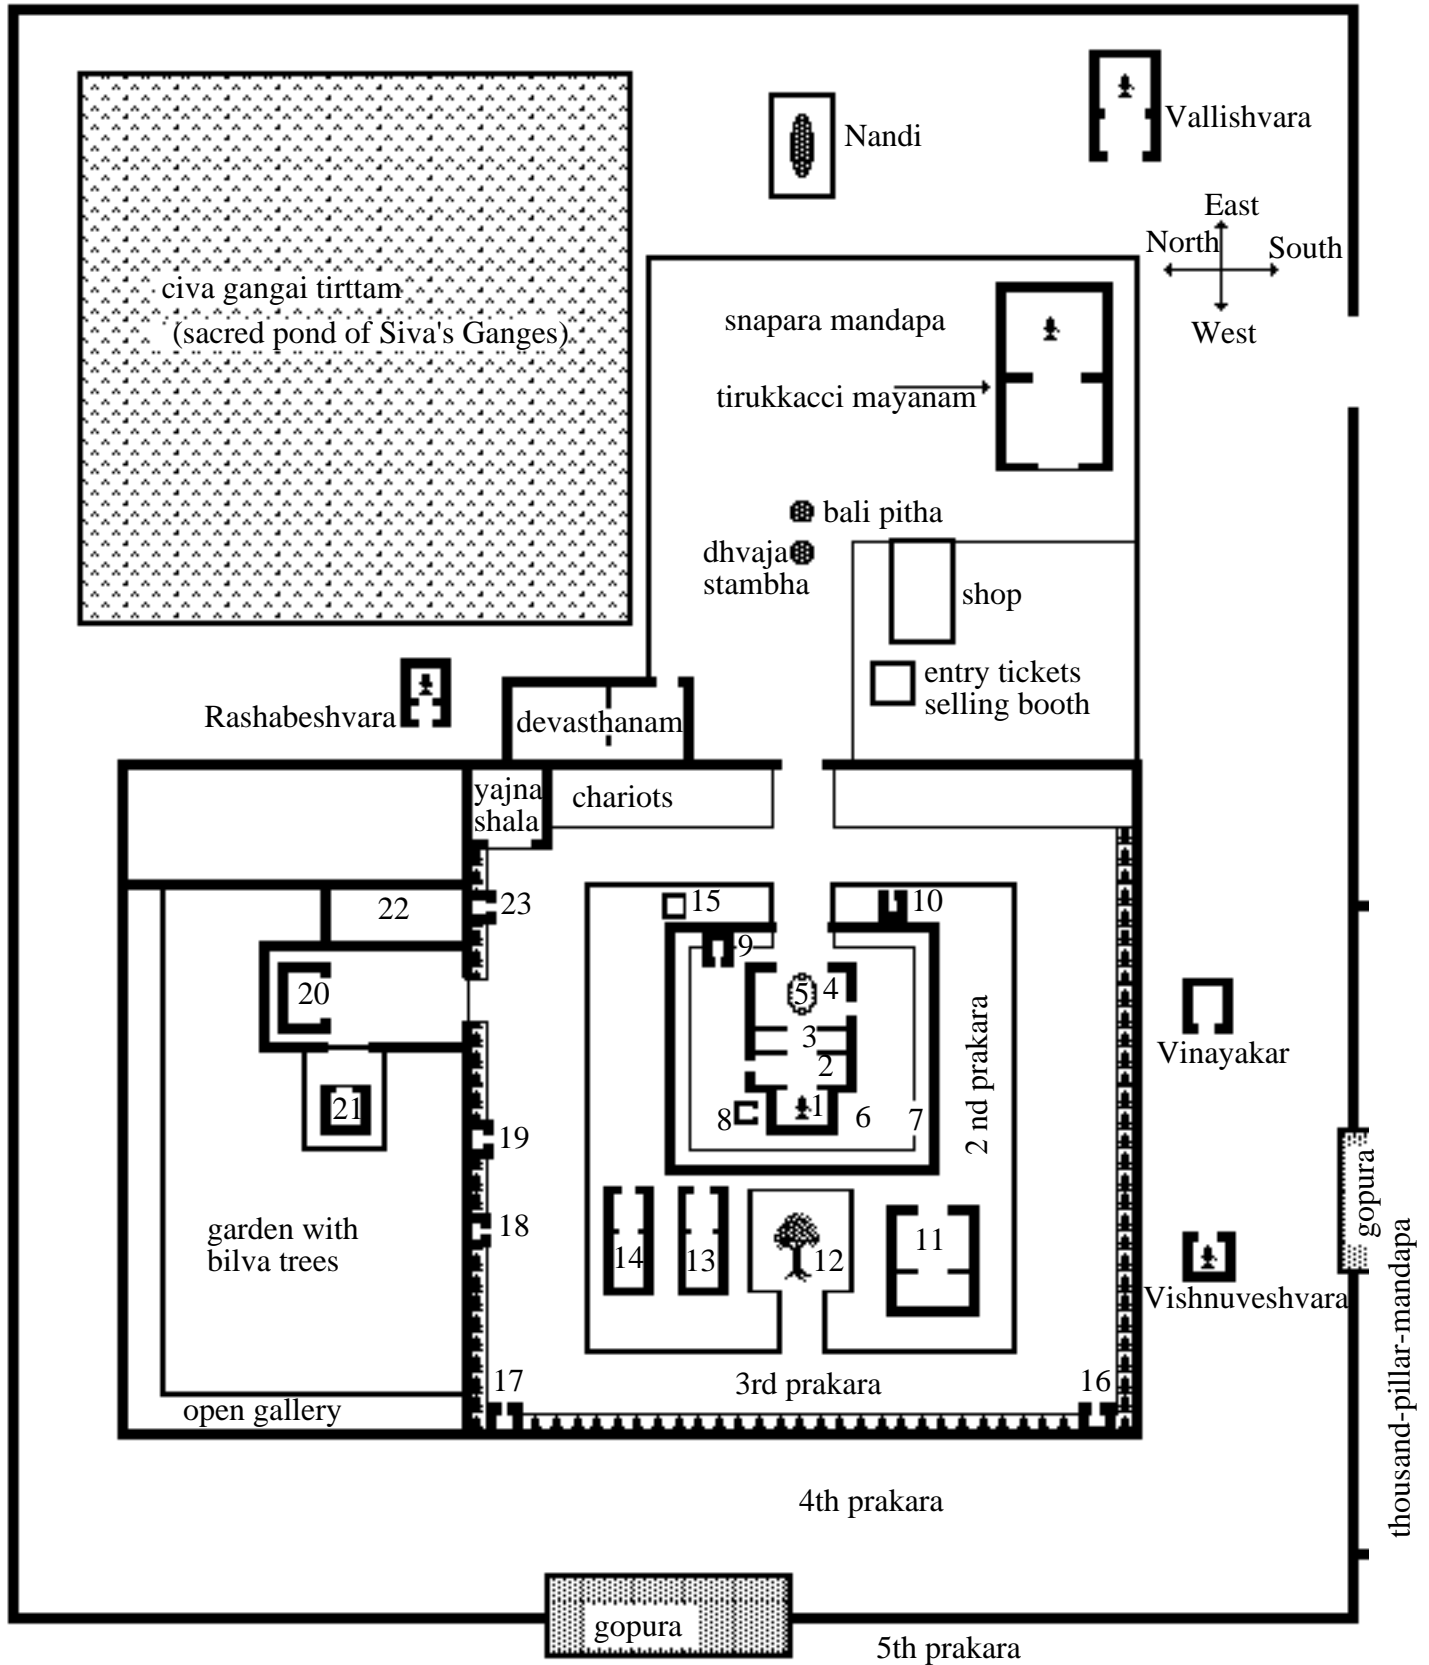 Nandi
Vallishvara
East
North
South
West
civa gangai tirttam
(sacred pond of Siva's Ganges)
snapara mandapa
tirukkacci mayanam
bali pitha
dhvaja
stambha
shop
entry tickets
selling booth
Rashabeshvara
devasthanam
yajna
shala
chariots
22
23
15
10
9
20
5
4
3
2
2 nd prakara
Vinayakar
21
8
1
6
7
19
18
garden with
bilva trees
14
13
12
11
gopura
Vishnuveshvara
thousand-pillar-mandapa
17
3rd prakara
16
open gallery
4th prakara
gopura
5th prakara